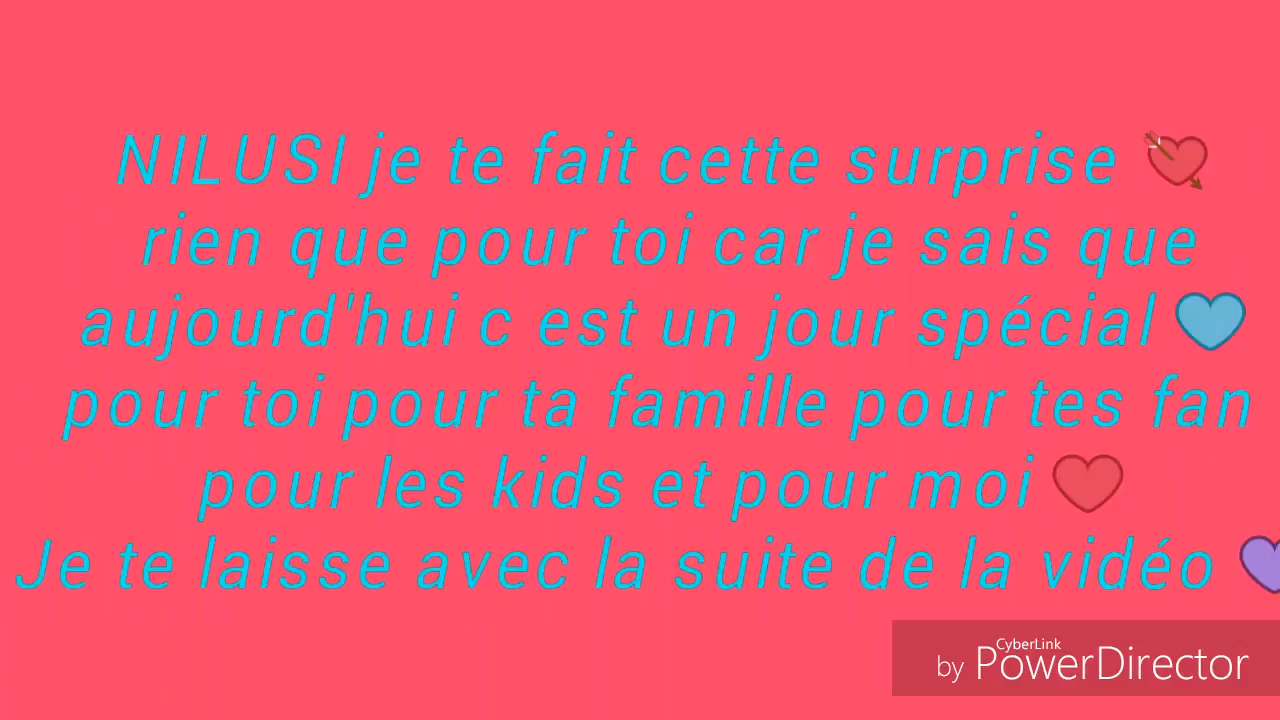 NILUSI je te fait cette surprise 💘
rien que pour toi car je sais que
aujourd'hui c est un jour spécial 💙
pour toi pour ta famille pour tes fan
pour les kids et pour moi ❤️
Je te laisse avec la suite de la vidéo 💜
CyberLink
by PowerDirector